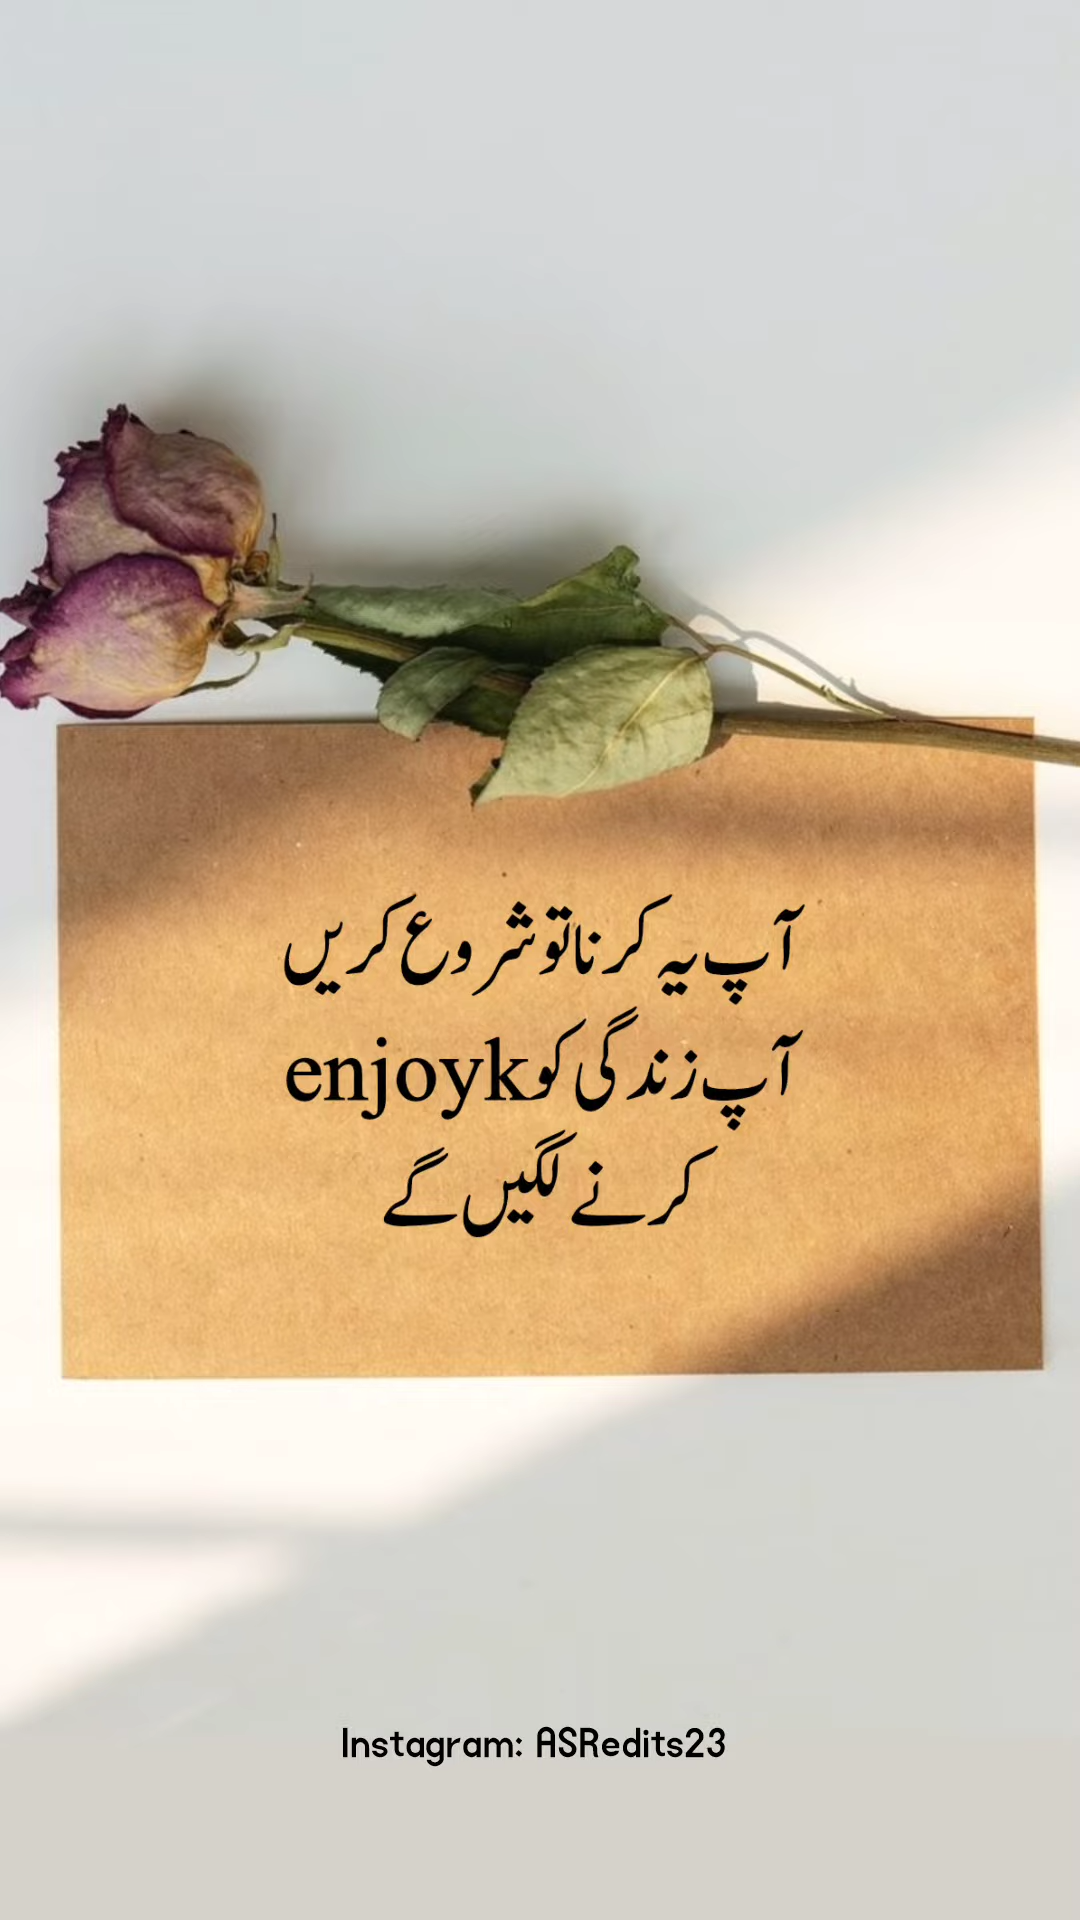 آپ یہ کرنا تو شروع کریں
آپ زندگی کو enjoyk
کرنے لگیں گے
Instagram: ASRedits23